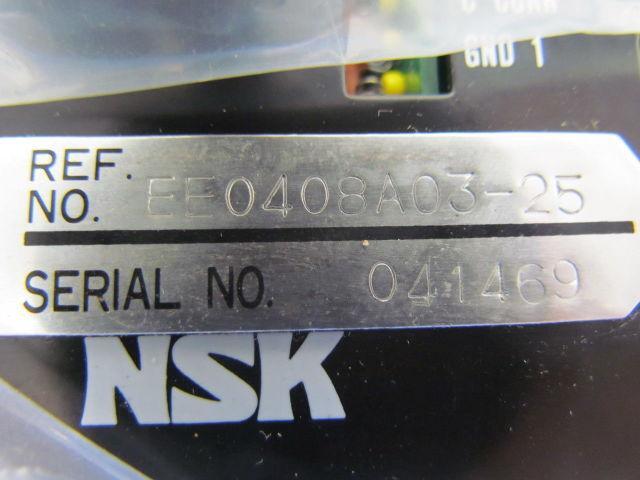 GND 1
REF.
NO. EE0408A03-25
SERIAL NO. 041469
NSK